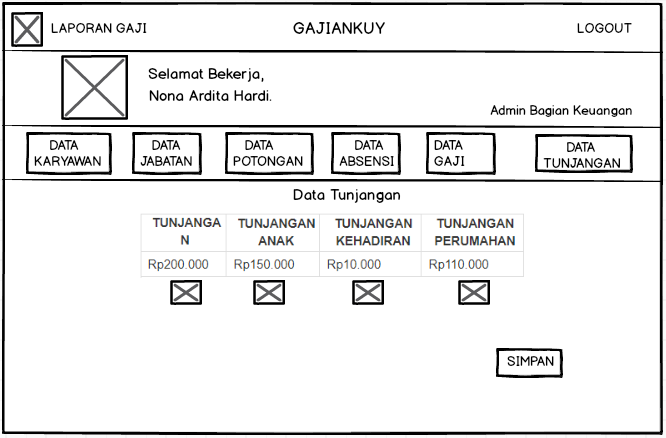 LAPORAN GAJI GAJIANKUY LOGOUT
Selamat Bekerja,
Nona Ardita Hardi.
Admin Bagian Keuangan
DATA KARYAWAN
DATA JABATAN
DATA POTONGAN
DATA ABSENSI
DATA GAJI
DATA TUNJANGAN
Data Tunjangan
TUNJANGA
N
TUNJANGAN
ANAK
TUNJANGAN
KEHADIRAN
TUNJANGAN
PERUMAHAN
Rp200.000 Rp150.000 Rp10.000 Rp110.000
SIMPAN